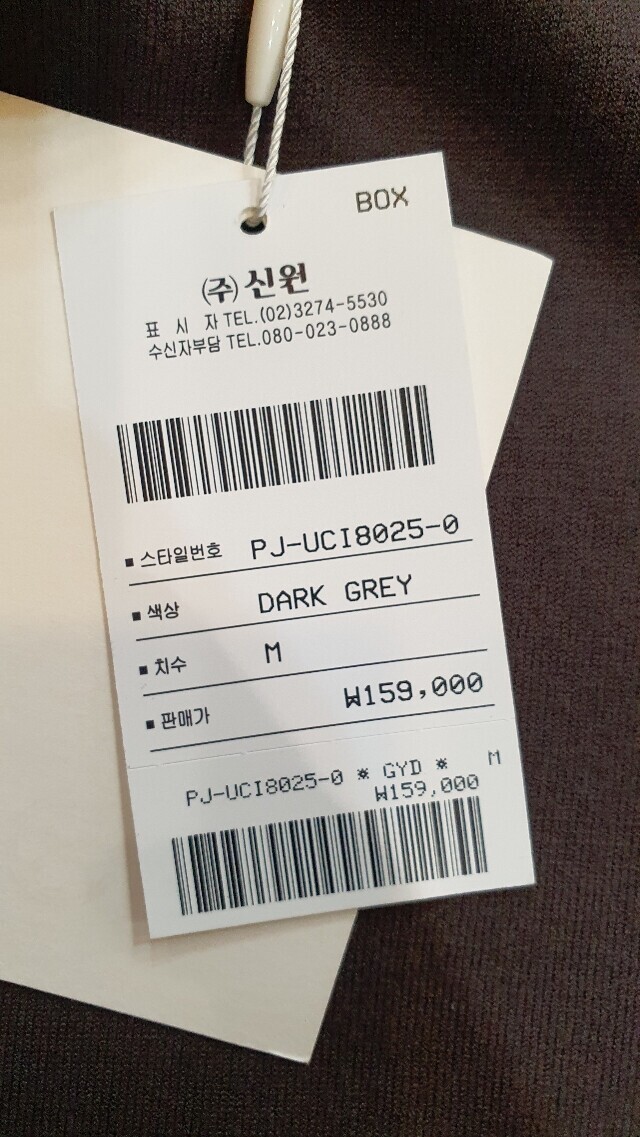 BOX
(주)신원
표 시 자 TEL.(02)3274-5530
수신자부담 TEL.080-023-0888
■ 스타일번호 PJ-UCI8025-0
■ 색상 DARK GREY
■ 치수 M
■ 판매가 ₩159,000
PJ-UCI8025-0 * GYD * M
₩159,000